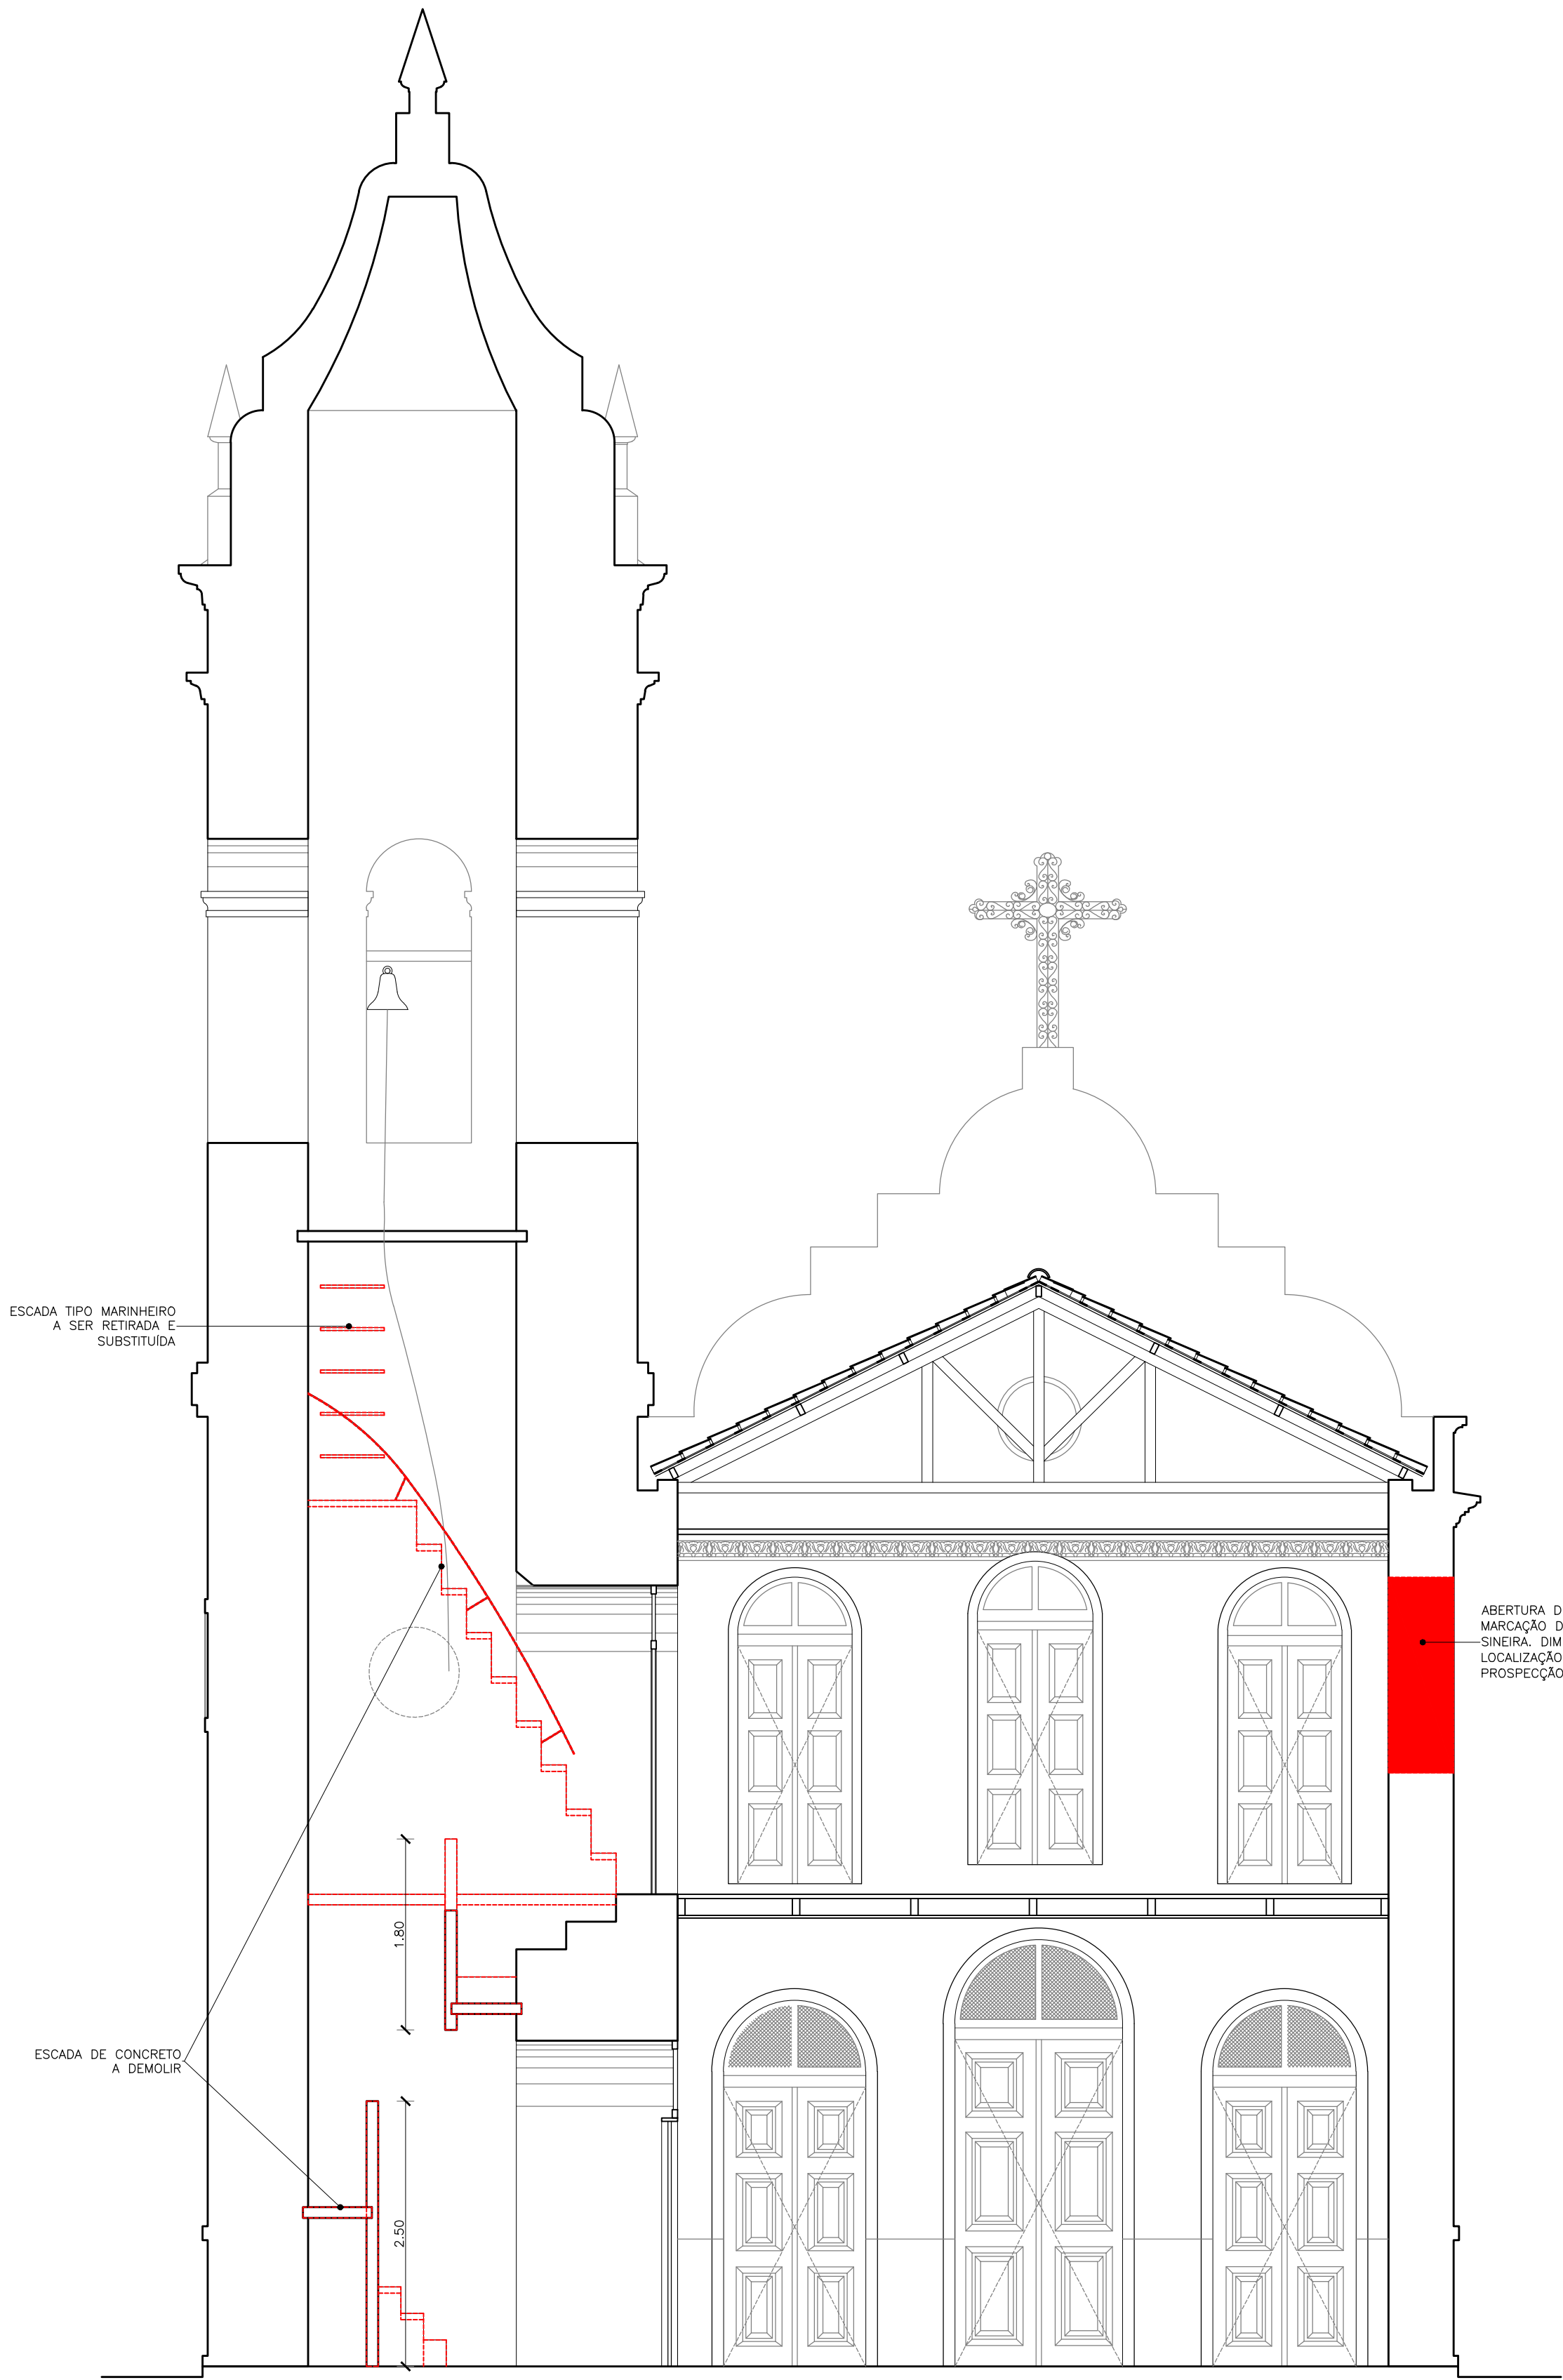 ESCADA TIPO MARINHEIRO
A SER RETIRADA E
SUBSTITUÍDA
ABERTURA D
MARCAÇÃO D
SINEIRA. DIM
LOCALIZAÇÃO
PROSPECÇÃO
1.80
ESCADA DE CONCRETO
A DEMOLIR
2.50